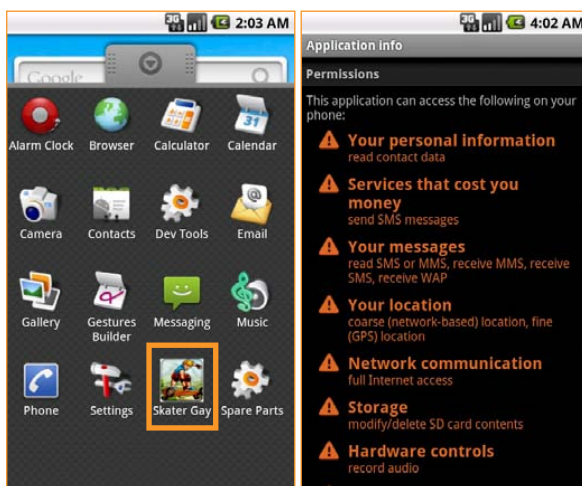 3G
2:03 AM
Google
Alarm Clock Browser Calculator Calendar
31
Camera Contacts Dev Tools Email
Gallery Gestures Builder Messaging Music
Phone Settings Skater Gay Spare Parts
3G
4:02 AM
Application info
Permissions
This application can access the following on your
phone:
Your personal information
read contact data
Services that cost you
money
send SMS messages
Your messages
read SMS or MMS, receive MMS, receive
SMS, receive WAP
Your location
coarse (network-based) location, fine
(GPS) location
Network communication
full Internet access
Storage
modify/delete SD card contents
Hardware controls
record audio